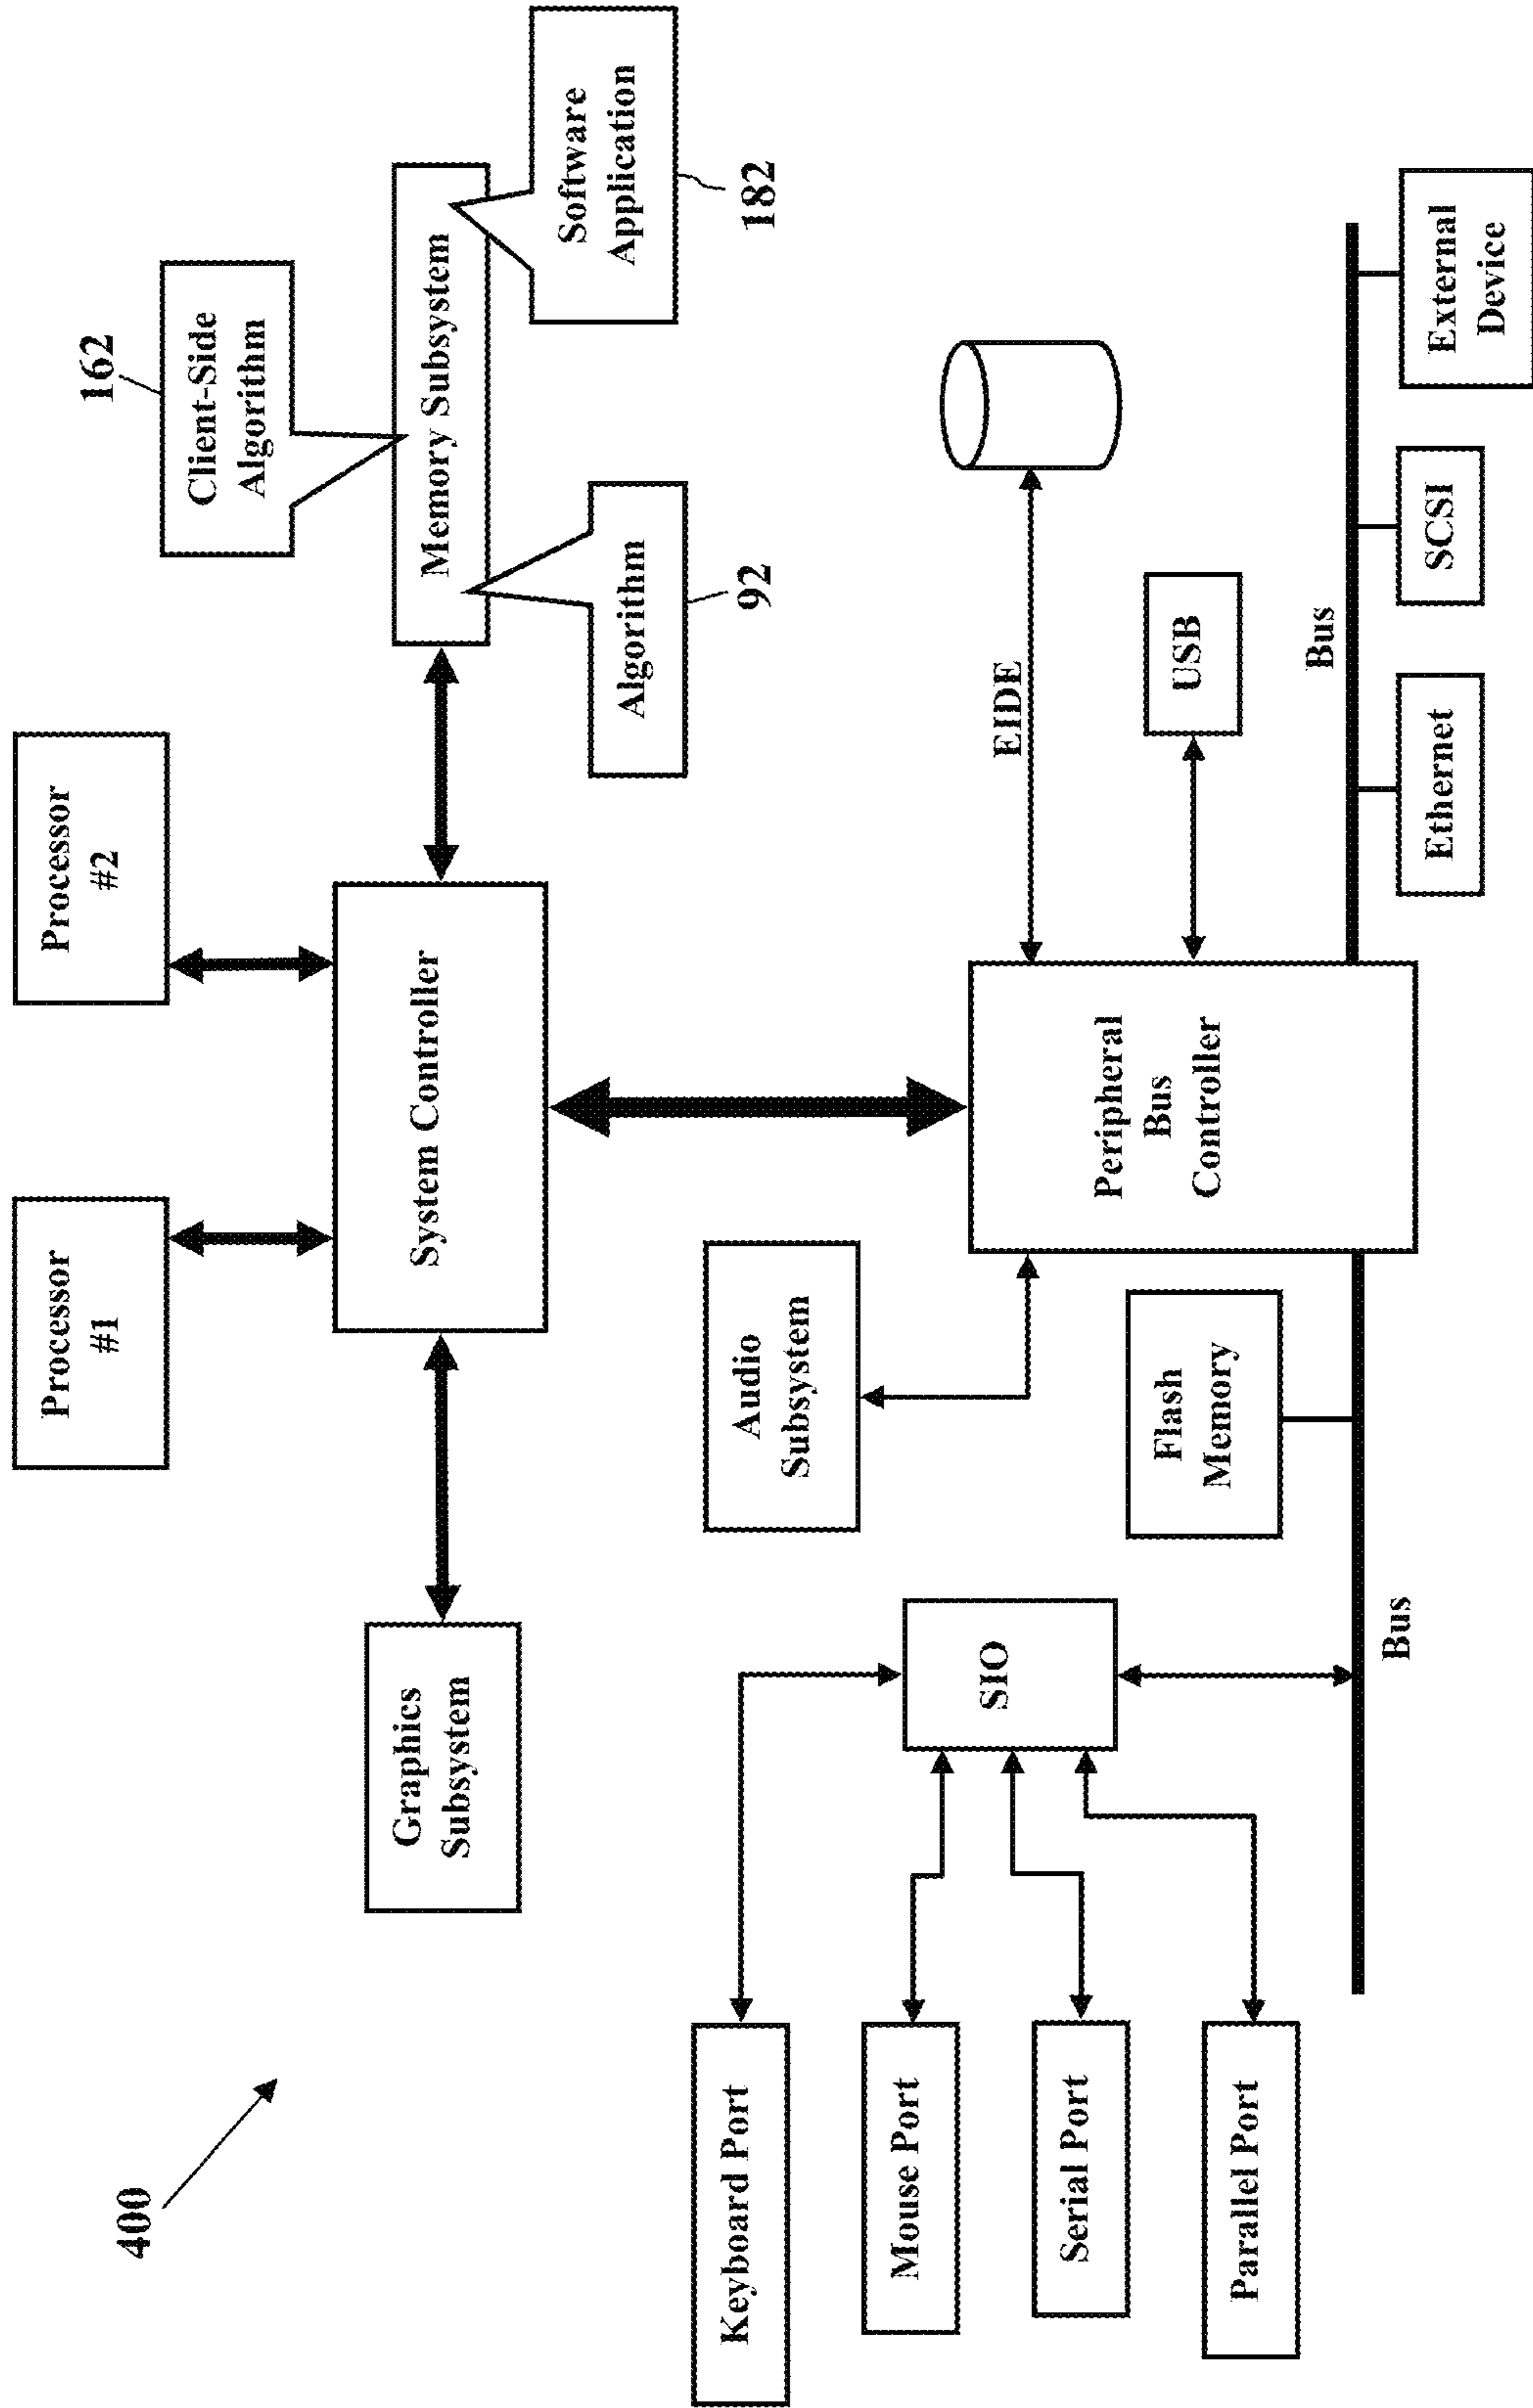 400
Processor
#1
Processor
#2
162
Client-Side
Algorithm
Graphics
Subsystem
System Controller
Memory Subsystem
Software
Application
182
Algorithm
92
Keyboard Port
Mouse Port
Serial Port
Parallel Port
SIO
Audio
Subsystem
Flash
Memory
Bus
Peripheral
Bus
Controller
EIDE
USB
Bus
Ethernet
SCSI
External
Device